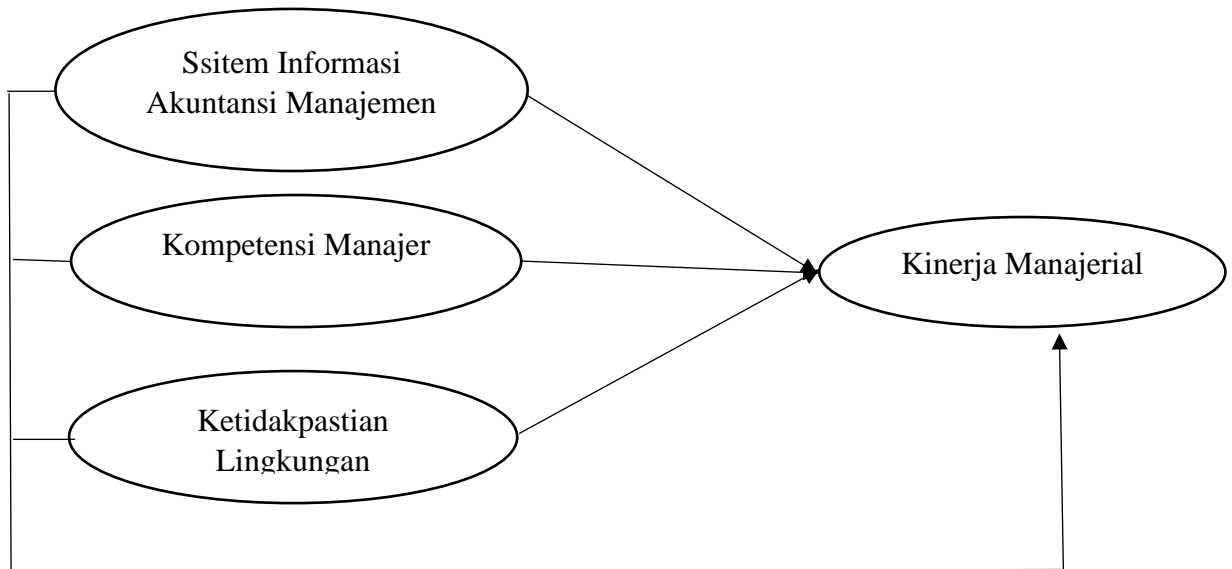 Ssitem Informasi
Akuntansi Manajemen
Kompetensi Manajer
Kinerja Manajerial
Ketidakpastian
Lingkungan